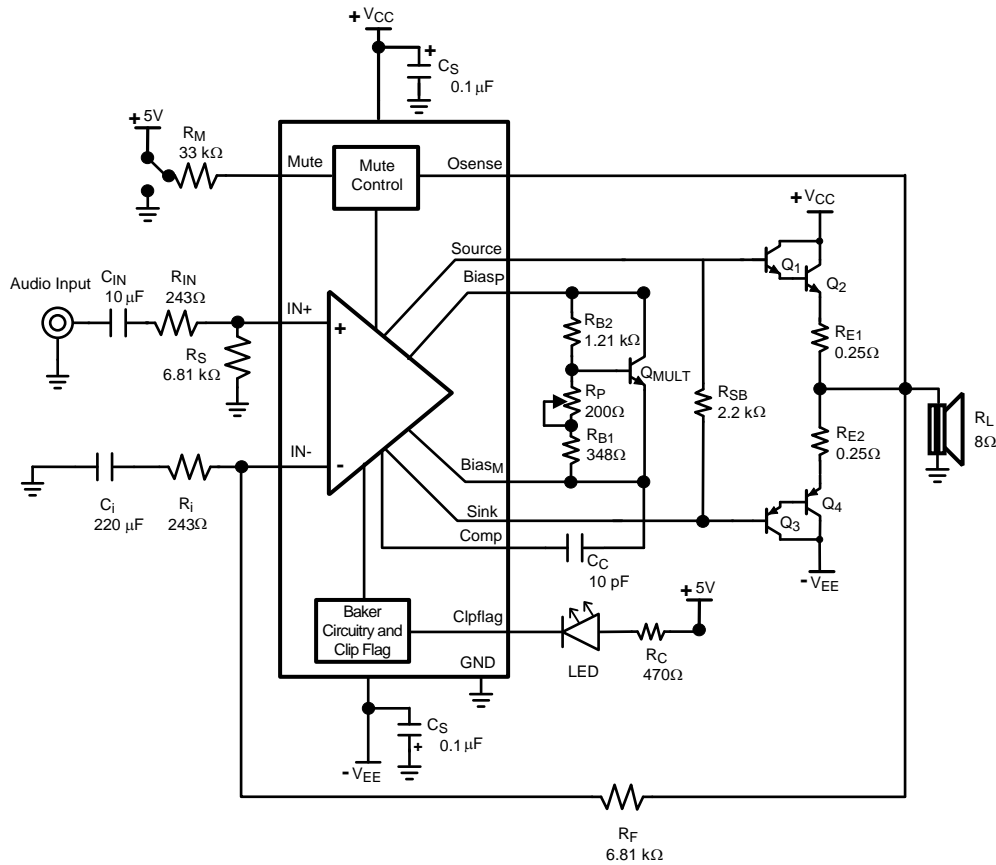 + VCC
+
CS
0.1 µF
+ 5V
RM
33 kΩ
Mute
Mute
Control
Osense
+ VCC
Source
BiasP
Q1
Q2
Audio Input
CIN
10 µF
RIN
243Ω
IN+
+
RS
6.81 kΩ
RB2
1.21 kΩ
QMULT
RE1
0.25Ω
RP
200Ω
RSB
2.2 kΩ
RL
8Ω
RB1
348Ω
RE2
0.25Ω
IN-
-
BiasM
Ci
220 µF
Ri
243Ω
Sink
Q4
Q3
Comp
CC
10 pF
- VEE
+ 5V
Baker
Circuitry and
Clip Flag
Clpflag
LED
RC
470Ω
GND
CS
0.1 µF
+
- VEE
RF
6.81 kΩ